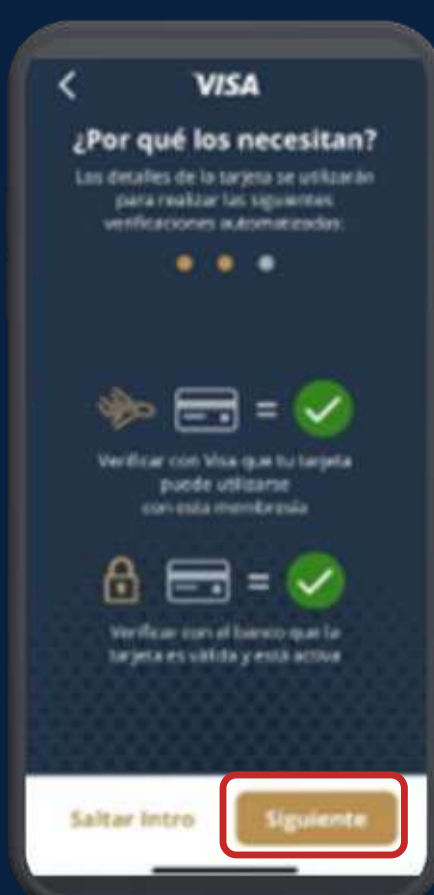 VISA
¿Por qué los necesitan?
Los detalles de la tarjeta se utilizarán
para realizar las siguientes
verificaciones automatizadas:
=
Verificar con Visa que tu tarjeta
puede utilizarse
con esta membresía
=
Verificar con el banco que la
tarjeta es válida y está activa
Saltar intro
Siguiente